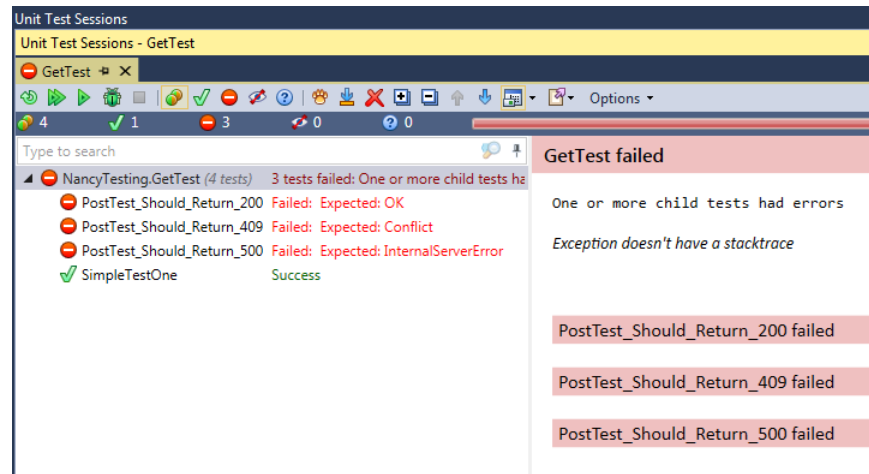 Unit Test Sessions
Unit Test Sessions - GetTest
GetTest
Options
4 1 3 0 0
Type to search
NancyTesting.GetTest (4 tests) 3 tests failed: One or more child tests ha
PostTest_Should_Return_200 Failed: Expected: OK
PostTest_Should_Return_409 Failed: Expected: Conflict
PostTest_Should_Return_500 Failed: Expected: InternalServerError
SimpleTestOne Success
GetTest failed
One or more child tests had errors
Exception doesn't have a stacktrace
PostTest_Should_Return_200 failed
PostTest_Should_Return_409 failed
PostTest_Should_Return_500 failed